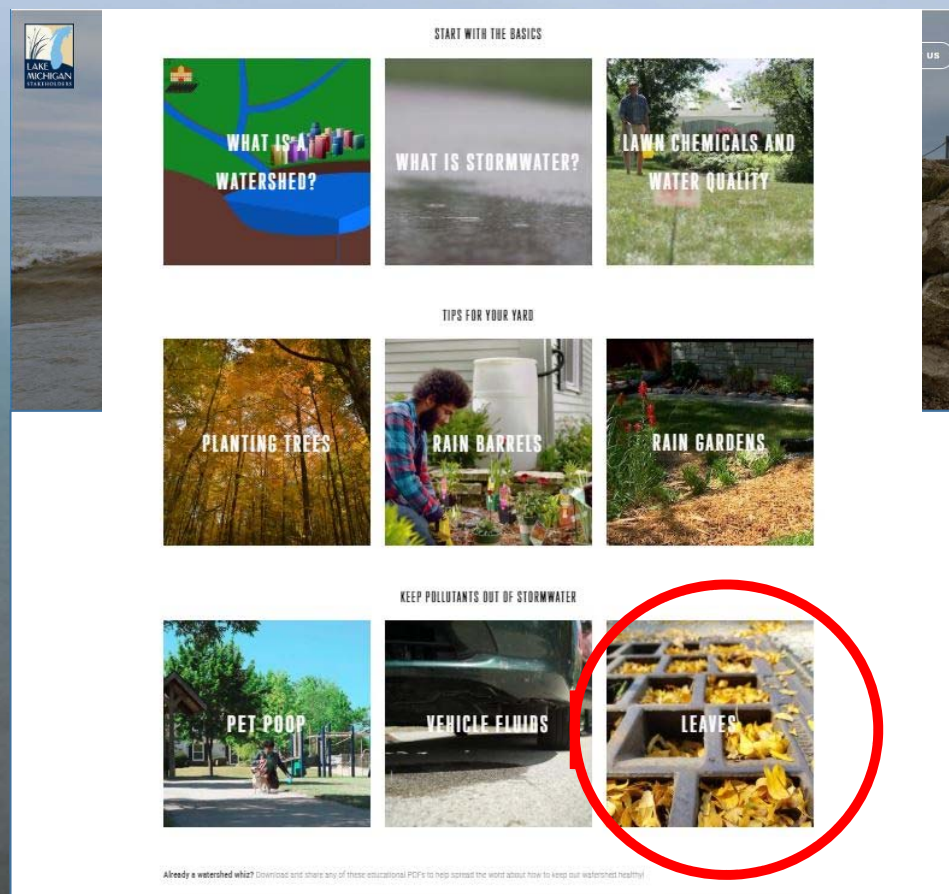 LAKE
MICHIGAN
STAKEHOLDERS
US
START WITH THE BASICS
WHAT IS A
WATERSHED?
WHAT IS STORMWATER?
LAWN CHEMICALS AND
WATER QUALITY
TIPS FOR YOUR YARD
PLANTING TREES
RAIN BARRELS
RAIN GARDENS
KEEP POLLUTANTS OUT OF STORMWATER
PET POOP
VEHICLE FLUIDS
LEAVES
Already a watershed whiz? Download and share any of these educational PDFs to help spread the word about how to keep our watershed healthy!